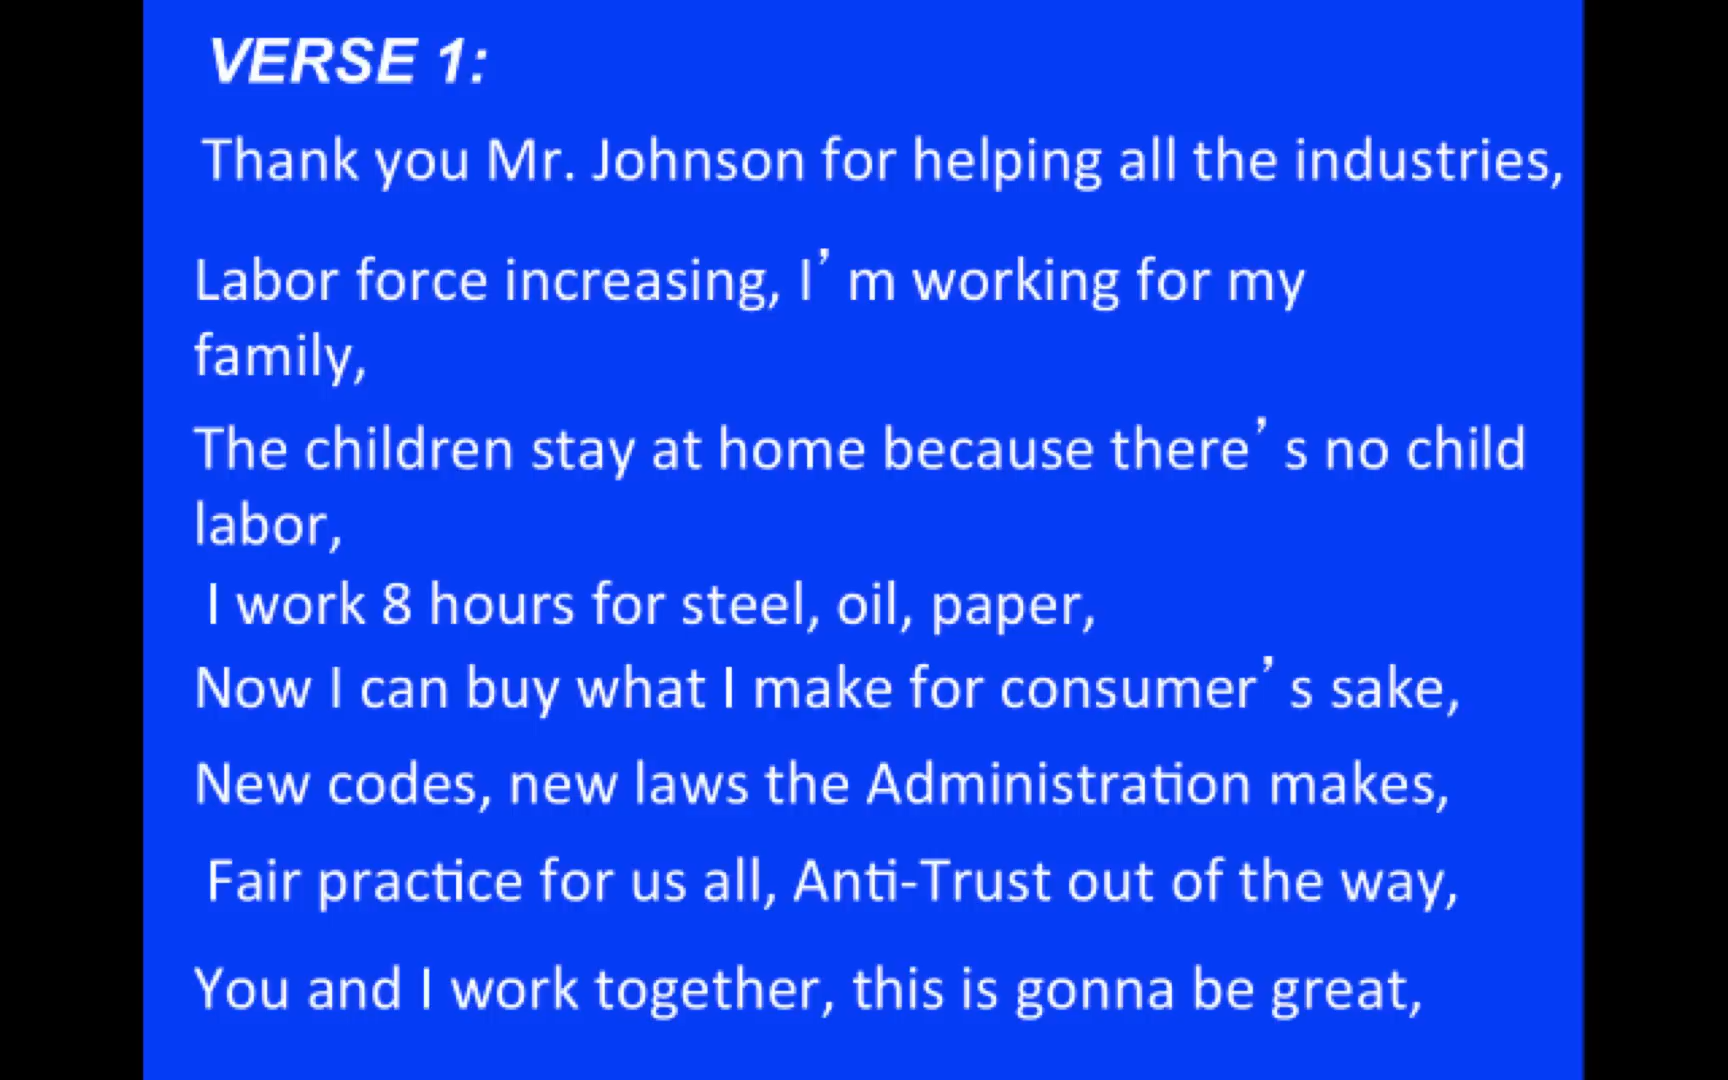 VERSE 1:
Thank you Mr. Johnson for helping all the industries,
Labor force increasing, I’m working for my
family,
The children stay at home because there’s no child
labor,
I work 8 hours for steel, oil, paper,
Now I can buy what I make for consumer’s sake,
New codes, new laws the Administration makes,
Fair practice for us all, Anti-Trust out of the way,
You and I work together, this is gonna be great,